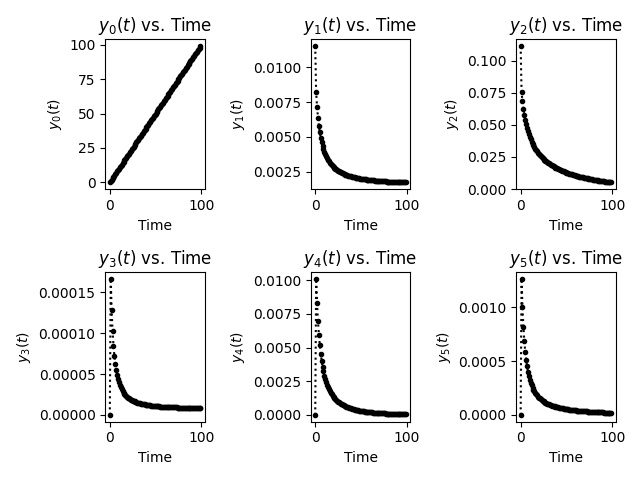 y₀(t) vs. Time
100
75
50
25
0
y₀(t)
0 100
Time
y₁(t) vs. Time
0.0100
0.0075
0.0050
0.0025
y₁(t)
0 100
Time
y₂(t) vs. Time
0.100
0.075
0.050
0.025
0.000
y₂(t)
0 100
Time
y₃(t) vs. Time
0.00015
0.00010
0.00005
0.00000
y₃(t)
0 100
Time
y₄(t) vs. Time
0.0100
0.0075
0.0050
0.0025
0.0000
y₄(t)
0 100
Time
y₅(t) vs. Time
0.0010
0.0005
0.0000
y₅(t)
0 100
Time